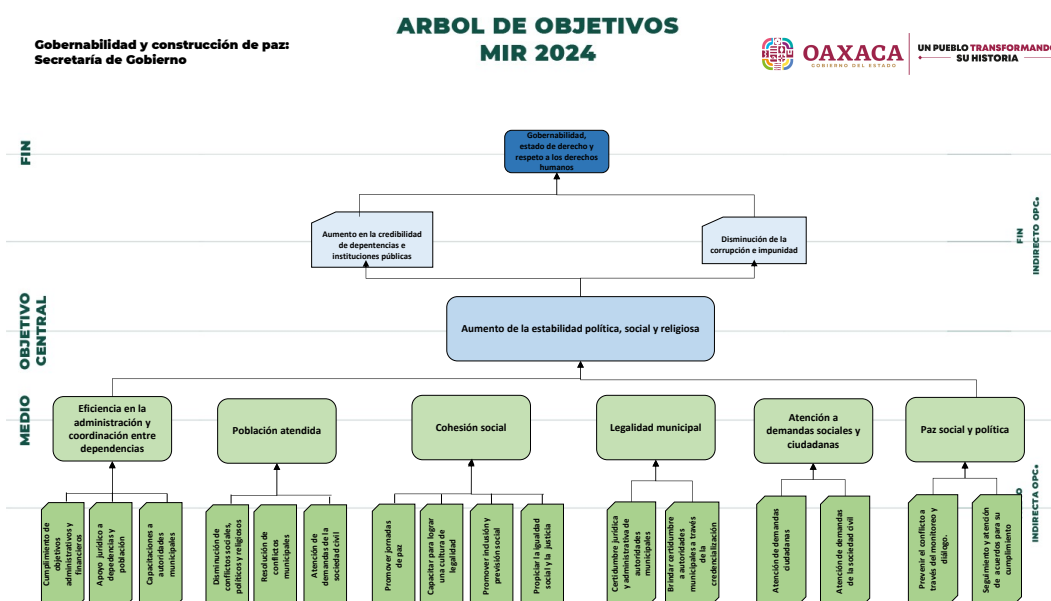 ARBOL DE OBJETIVOS
MIR 2024
Gobernabilidad y construcción de paz:
Secretaría de Gobierno
OAXACA
GOBIERNO DEL ESTADO
UN PUEBLO TRANSFORMANDO
SU HISTORIA
FIN
Gobernabilidad,
estado de derecho y
respeto a los derechos
humanos
FIN
INDIRECTO OPC.
Aumento en la credibilidad
de depentencias e
instituciones públicas
Disminución de la
corrupción e impunidad
OBJETIVO
CENTRAL
Aumento de la estabilidad política, social y religiosa
MEDIO
Eficiencia en la
administración y
coordinación entre
dependencias
Población atendida
Cohesión social
Legalidad municipal
Atención a
demandas sociales y
ciudadanas
Paz social y política
INDIRECTA OPC.
Cumplimiento de
objetivos
administrativos y
financieros
Apoyo jurídico a
depedencias y
población
Capacitaciones a
autoridades
municipales
Disminución de
conflictos sociales,
políticos y religiosos
Resolución de
conflictos
municipales
Atención de
demandas de la
sociedad civil
Promover jornadas
de paz
Capacitar para lograr
una cultura de
legalidad
Promover inclusión y
previsión social
Propiciar la igualdad
social y la justicia
Certidumbre jurídica
y administrativa de
autoridades
municipales
Brindar certidumbre
a autoridades
municipales a través
de la
credencialización
Atención de demandas
ciudadanas
Atención de demandas
de la sociedad civil
Prevenir el conflicto a
través del monitoreo y
diálogo.
Seguimiento y atención
de acuerdos para su
cumplimiento